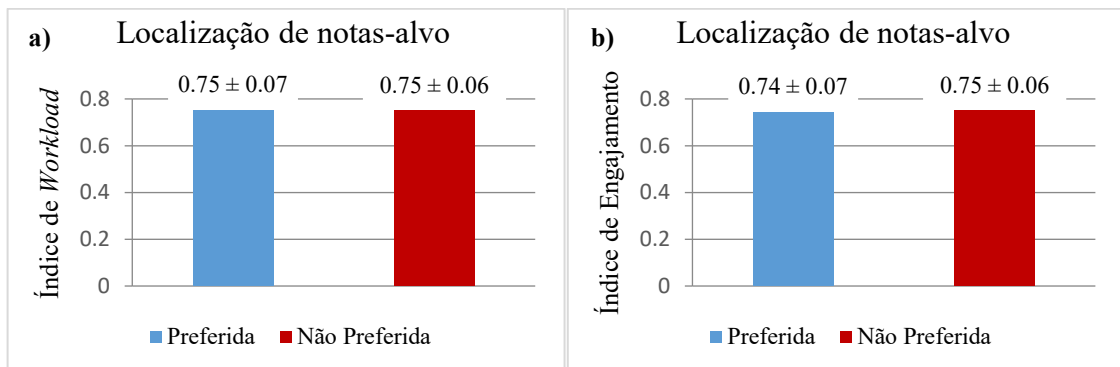 a)
Localização de notas-alvo
Índice de Workload
0.75 ± 0.07
0.75 ± 0.06
0.8
0.6
0.4
0.2
0
Preferida
Não Preferida
b)
Localização de notas-alvo
Índice de Engajamento
0.74 ± 0.07
0.75 ± 0.06
0.8
0.6
0.4
0.2
0
Preferida
Não Preferida